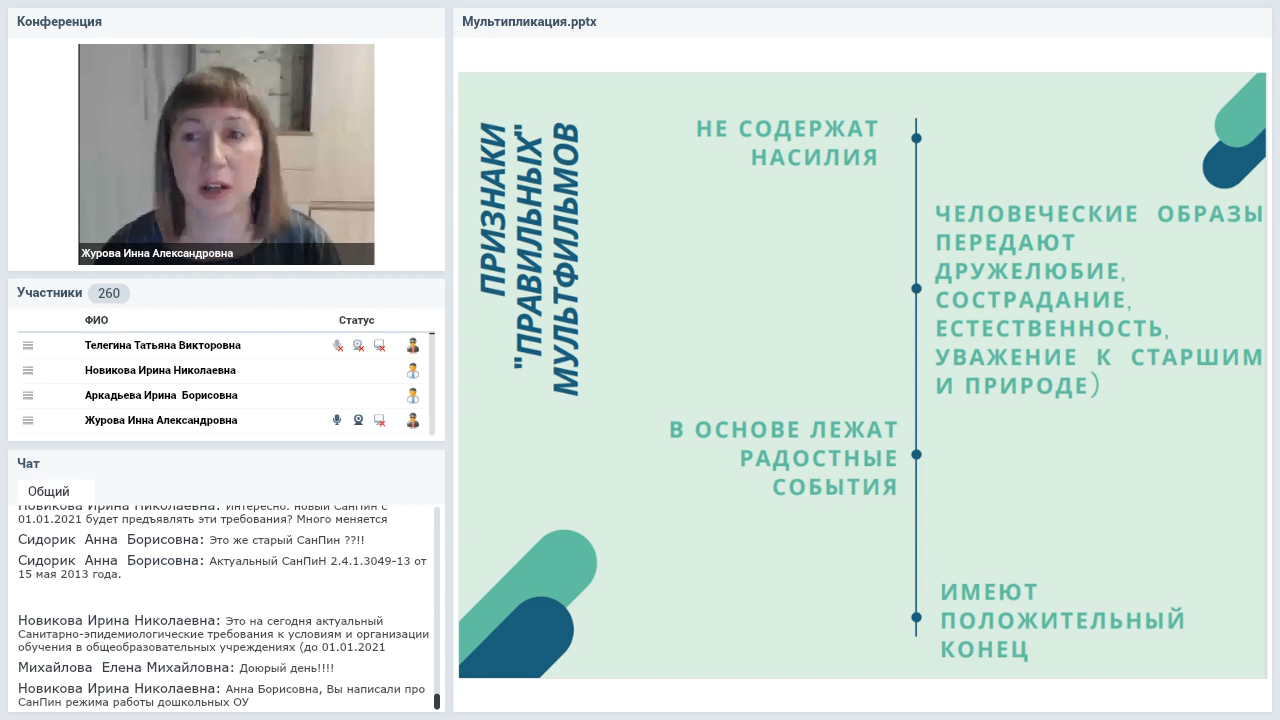 Конференция
Журова Инна Александровна
Участники 260
ФИО Статус
Телегина Татьяна Викторовна
Новикова Ирина Николаевна
Аркадьева Ирина Борисовна
Журова Инна Александровна
Чат
Общий
Новикова Ирина Николаевна: Интересно. новый СанПин с
01.01.2021 будет предъявлять эти требования? Много меняется
Сидорик Анна Борисовна: Это же старый СанПин ??!!
Сидорик Анна Борисовна: Актуальный СанПиН 2.4.1.3049-13 от
15 мая 2013 года.
Новикова Ирина Николаевна: Это на сегодня актуальный
Санитарно-эпидемиологические требования к условиям и организации
обучения в общеобразовательных учреждениях (до 01.01.2021
Михайлова Елена Михайловна: Доюрый день!!!!
Новикова Ирина Николаевна: Анна Борисовна, Вы написали про
СанПин режима работы дошкольных ОУ
Мультипликация.pptx
ПРИЗНАКИ
"ПРАВИЛЬНЫХ"
МУЛЬТФИЛЬМОВ
НЕ СОДЕРЖАТ
НАСИЛИЯ
ЧЕЛОВЕЧЕСКИЕ ОБРАЗЫ
ПЕРЕДАЮТ
ДРУЖЕЛЮБИЕ,
СОСТРАДАНИЕ,
ЕСТЕСТВЕННОСТЬ,
УВАЖЕНИЕ К СТАРШИМ
И ПРИРОДЕ)
В ОСНОВЕ ЛЕЖАТ
РАДОСТНЫЕ
СОБЫТИЯ
ИМЕЮТ
ПОЛОЖИТЕЛЬНЫЙ
КОНЕЦ